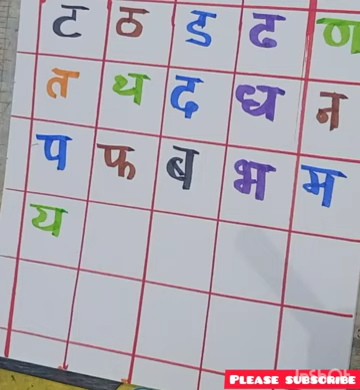 ट ठ ड ढ ण
त थ द ध न
प फ ब भ म
य
PLEASE SUBSCRIBE